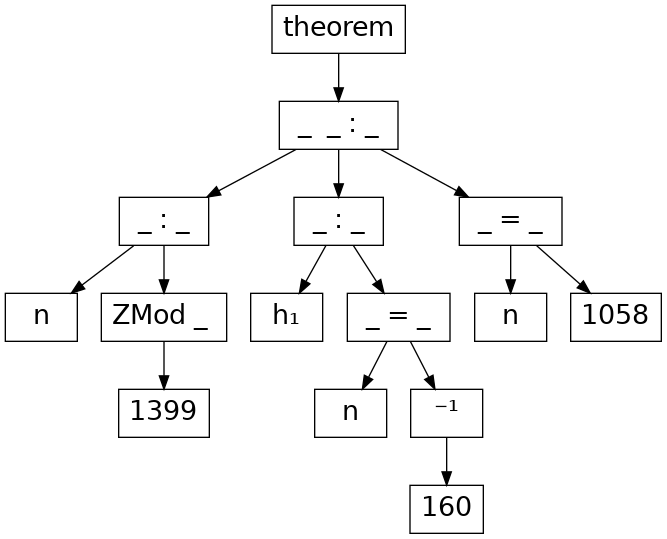 theorem
_ _ : _
_ : _
_ : _
_ = _
n
ZMod _
h₁
_ = _
n
1058
1399
n
⁻¹
160